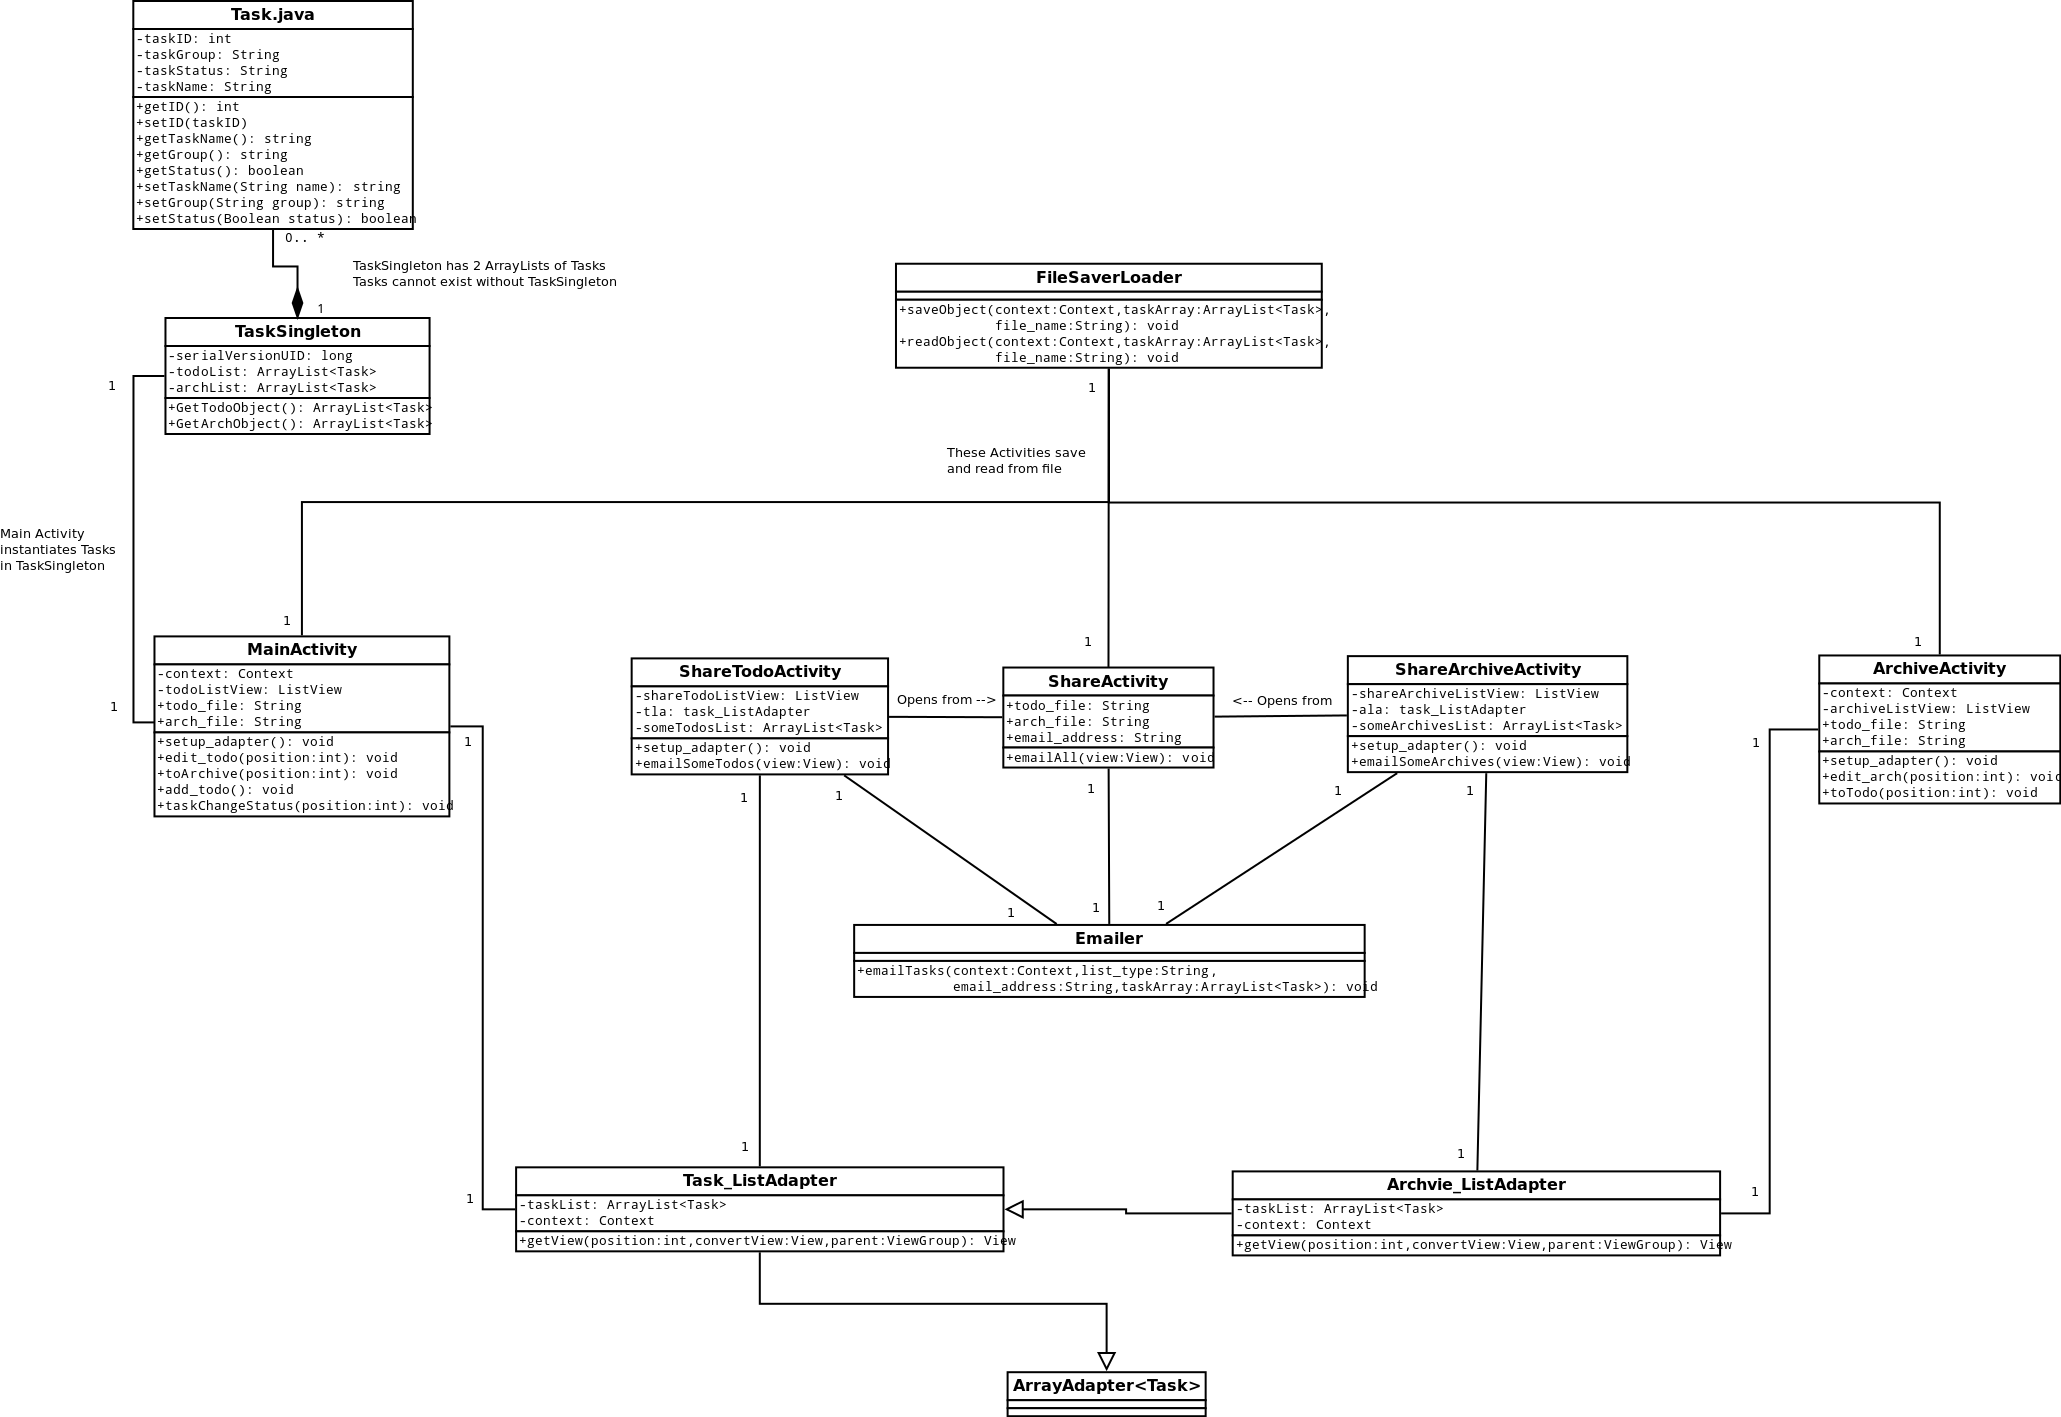 Task.java
-taskID: int
-taskGroup: String
-taskStatus: String
-taskName: String
+getID(): int
+setID(taskID)
+getTaskName(): string
+getGroup(): string
+getStatus(): boolean
+setTaskName(String name): string
+setGroup(String group): string
+setStatus(Boolean status): boolean
0.. *
TaskSingleton has 2 ArrayLists of Tasks
Tasks cannot exist without TaskSingleton
1
TaskSingleton
-serialVersionUID: long
-todoList: ArrayList<Task>
-archList: ArrayList<Task>
+GetTodoObject(): ArrayList<Task>
+GetArchObject(): ArrayList<Task>
1
Main Activity
instantiates Tasks
in TaskSingleton
1
FileSaverLoader
+saveObject(context:Context,taskArray:ArrayList<Task>,
file_name:String): void
+readObject(context:Context,taskArray:ArrayList<Task>,
file_name:String): void
1
These Activities save
and read from file
1
1
1
MainActivity
-context: Context
-todoListView: ListView
+todo_file: String
+arch_file: String
+setup_adapter(): void
+edit_todo(position:int): void
+toArchive(position:int): void
+add_todo(): void
+taskChangeStatus(position:int): void
1
ShareTodoActivity
-shareTodoListView: ListView
-tla: task_ListAdapter
-someTodosList: ArrayList<Task>
+setup_adapter(): void
+emailSomeTodos(view:View): void
Opens from -->
ShareActivity
+todo_file: String
+arch_file: String
+email_address: String
+emailAll(view:View): void
<-- Opens from
ShareArchiveActivity
-shareArchiveListView: ListView
-ala: task_ListAdapter
-someArchivesList: ArrayList<Task>
+setup_adapter(): void
+emailSomeArchives(view:View): void
ArchiveActivity
-context: Context
-archiveListView: ListView
+todo_file: String
+arch_file: String
+setup_adapter(): void
+edit_arch(position:int): void
+toTodo(position:int): void
1
1
1
1
1
1
1
1
1
Emailer
+emailTasks(context:Context,list_type:String,
email_address:String,taskArray:ArrayList<Task>): void
1
1
1
1
Task_ListAdapter
-taskList: ArrayList<Task>
-context: Context
+getView(position:int,convertView:View,parent:ViewGroup): View
Archvie_ListAdapter
-taskList: ArrayList<Task>
-context: Context
+getView(position:int,convertView:View,parent:ViewGroup): View
ArrayAdapter<Task>